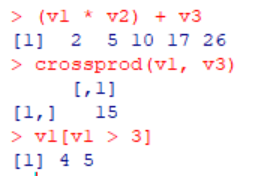 > (v1 * v2) + v3
[1]  2  5 10 17 26
> crossprod(v1, v3)
     [,1]
[1,]   15
> v1[v1 > 3]
[1] 4 5